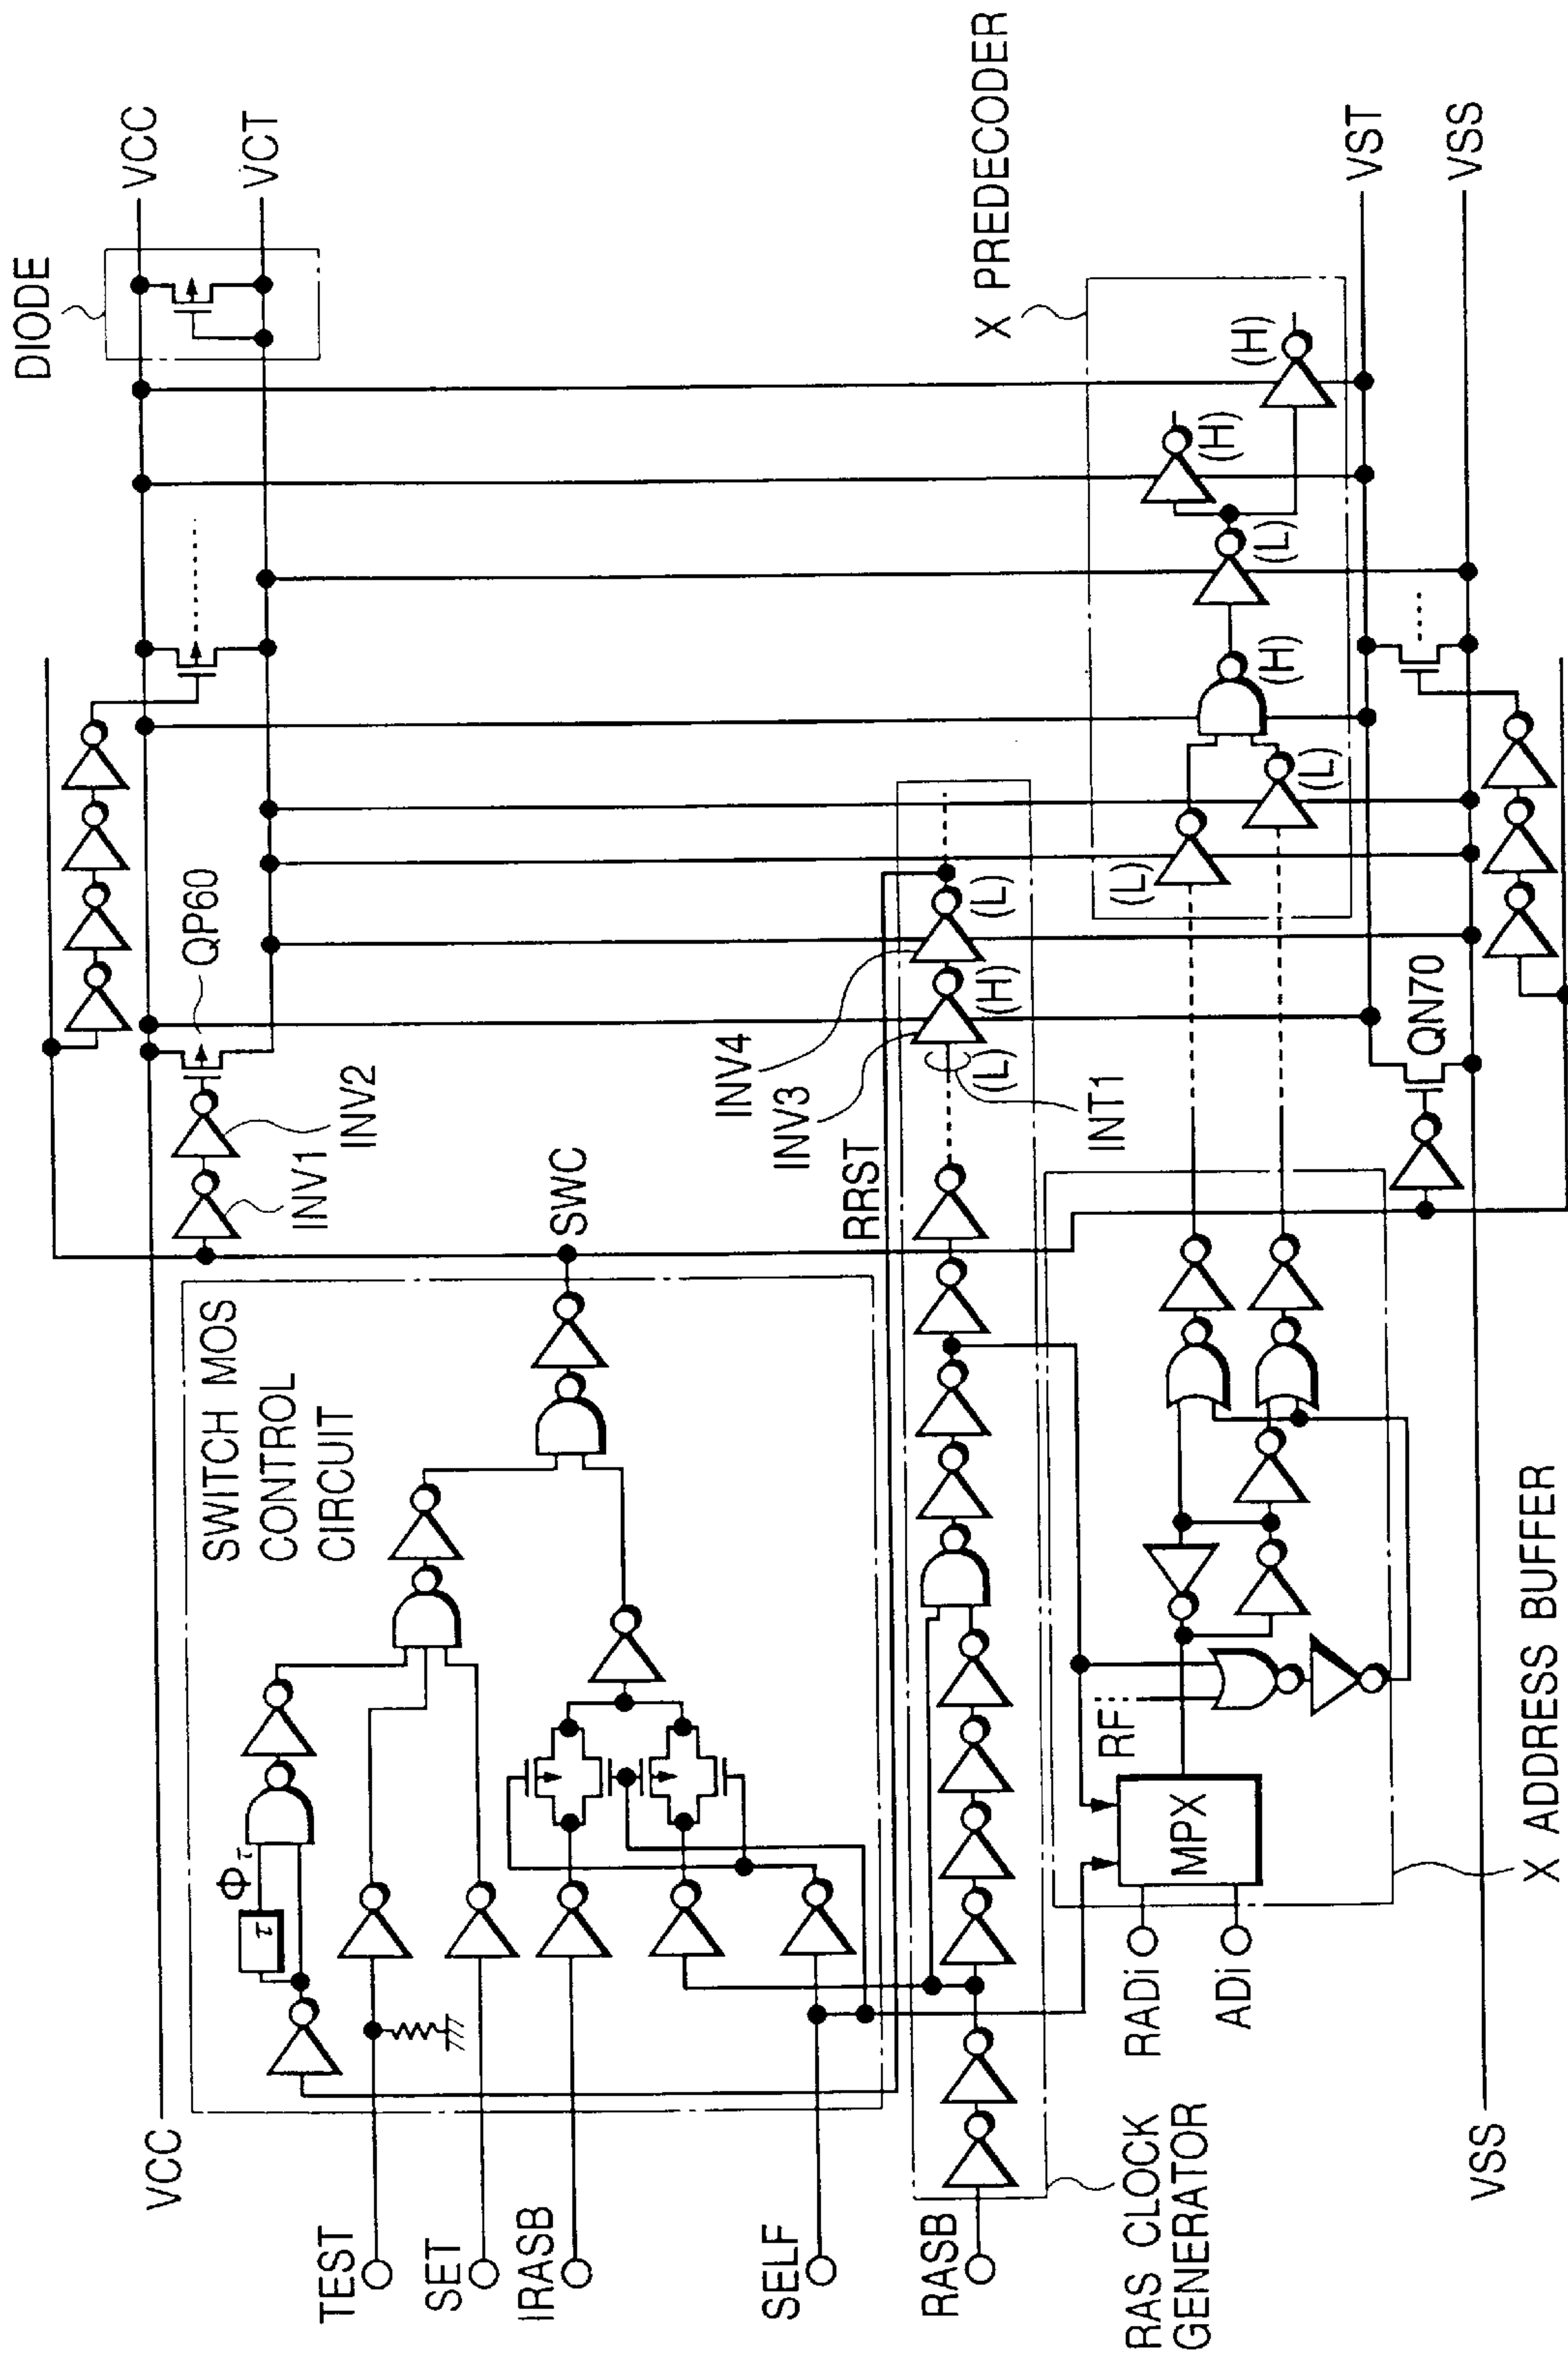 VCC
DIODE
VCC
VCT
SWITCH MOS
CONTROL
CIRCUIT
INV1
INV2
QP60
Φτ
τ
TEST
SET
IRASB
SELF
SWC
RASB
RAS CLOCK
GENERATOR
RRST
INV3
INV4
INT1
(L)
(H)
(L)
X PREDECODER
(L)
(L)
(H)
(L)
(H)
(H)
RADi
ADi
MPX
RF
X ADDRESS BUFFER
QN70
VST
VSS
VSS